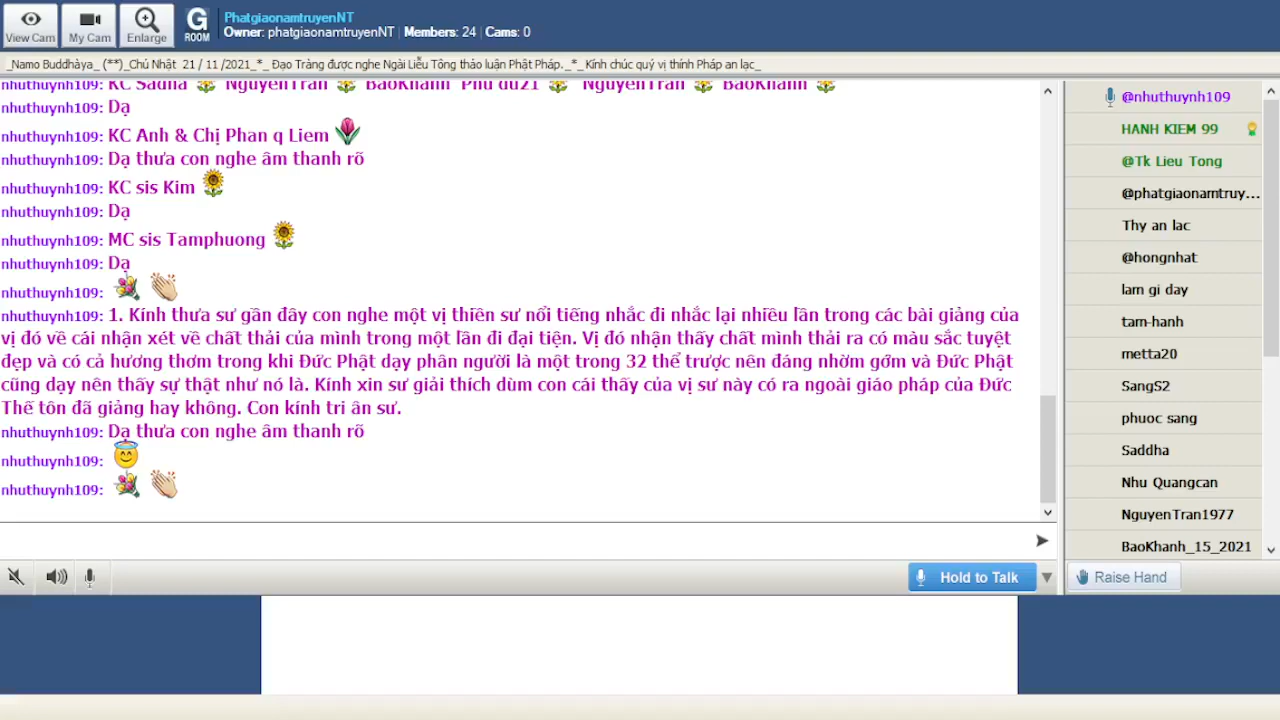 View Cam
My Cam
Enlarge
G
ROOM
PhatgiaonamtruyenNT
Owner: phatgiaonamtruyenNT | Members: 24 | Cams: 0
_Namo Buddhàya_ (**)_Chủ Nhật 21 / 11 /2021_*_ Đạo Tràng được nghe Ngài Liễu Tông thảo luận Phật Pháp._*_Kính chúc quý vị thính Pháp an lạc_
nhuthuynh109: KC Sadha NguyenTran BaoKhanh Phu du21 NguyenTran BaoKhanh
nhuthuynh109: Dạ
nhuthuynh109: KC Anh & Chị Phan q Liem
nhuthuynh109: Dạ thưa con nghe âm thanh rõ
nhuthuynh109: KC sis Kim
nhuthuynh109: Dạ
nhuthuynh109: MC sis Tamphuong
nhuthuynh109: Dạ
nhuthuynh109:
nhuthuynh109: 1. Kính thưa sư gần đây con nghe một vị thiền sư nổi tiếng nhắc đi nhắc lại nhiều lần trong các bài giảng của
vị đó về cái nhận xét về chất thải của mình trong một lần đi đại tiện. Vị đó nhận thấy chất mình thải ra có màu sắc tuyệt
đẹp và có cả hương thơm trong khi Đức Phật dạy phân người là một trong 32 thể trược nên đáng nhờm gớm và Đức Phật
cũng dạy nên thấy sự thật như nó là. Kính xin sư giải thích dùm con cái thấy của vị sư này có ra ngoài giáo pháp của Đức
Thế tôn đã giảng hay không. Con kính tri ân sư.
nhuthuynh109: Dạ thưa con nghe âm thanh rõ
nhuthuynh109:
nhuthuynh109:
Hold to Talk
@nhuthuynh109
HANH KIEM 99
@Tk Lieu Tong
@phatgiaonamtruy...
Thy an lac
@hongnhat
lam gi day
tam-hanh
metta20
SangS2
phuoc sang
Saddha
Nhu Quangcan
NguyenTran1977
BaoKhanh_15_2021
Raise Hand